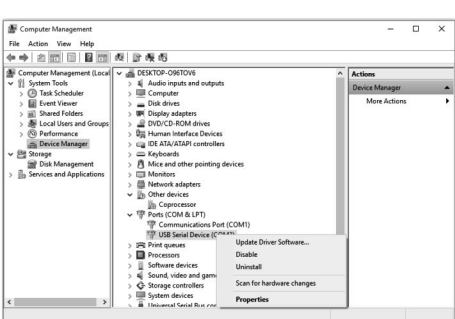 Computer Management
File Action View Help
Computer Management (Local
System Tools
Task Scheduler
Event Viewer
Shared Folders
Local Users and Groups
Performance
Device Manager
Storage
Disk Management
Services and Applications
DESKTOP-O96TOV6
Audio inputs and outputs
Computer
Disk drives
Display adapters
DVD/CD-ROM drives
Human Interface Devices
IDE ATA/ATAPI controllers
Keyboards
Mice and other pointing devices
Monitors
Network adapters
Other devices
Coprocessor
Ports (COM & LPT)
Communications Port (COM1)
USB Serial Device
Print queues
Processors
Software devices
Sound, video and gam
Storage controllers
System devices
Universal Serial Bus con
Update Driver Software...
Disable
Uninstall
Scan for hardware changes
Properties
Actions
Device Manager
More Actions